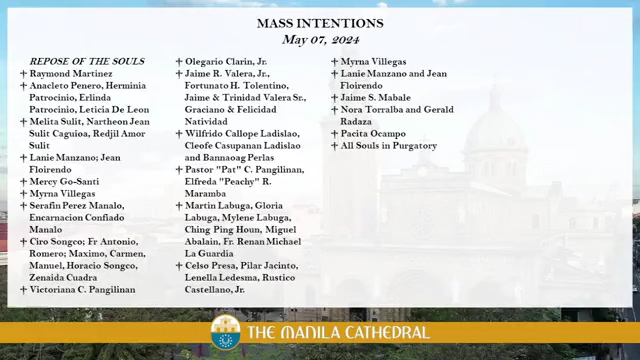 MASS INTENTIONS
May 07, 2024
REPOSE OF THE SOULS
✝ Raymond Martinez
✝ Anacleto Penero, Herminia
Patrocinio, Erlinda
Patrocinio, Leticia De Leon
✝ Melita Sulit, Nartheon Jean
Sulit Caguioa, Redjil Amor
Sulit
✝ Lanie Manzano; Jean
Floirendo
✝ Mercy Go-Santi
✝ Myrna Villegas
✝ Serafin Perez Manalo,
Encarnacion Confiado
Manalo
✝ Ciro Songco; Fr Antonio,
Romero; Maximo, Carmen,
Manuel, Horacio Songco,
Zenaida Cuadra
✝ Victoriana C. Pangilinan
✝ Olegario Clarin, Jr.
✝ Jaime R. Valera, Jr.,
Fortunato H. Tolentino,
Jaime & Trinidad Valera Sr.,
Graciano & Felicidad
Natividad
✝ Wilfrido Callope Ladislao,
Cleofe Casupanan Ladislao
and Bannaoag Perlas
✝ Pastor "Pat" C. Pangilinan,
Elfreda "Peachy" R.
Maramba
✝ Martin Labuga, Gloria
Labuga, Mylene Labuga,
Ching Ping Houn, Miguel
Abalain, Fr. Renan Michael
La Guardia
✝ Celso Presa, Pilar Jacinto,
Lenella Ledesma, Rustico
Castellano, Jr.
✝ Myrna Villegas
✝ Lanie Manzano and Jean
Floirendo
✝ Jaime S. Mabale
✝ Nora Torralba and Gerald
Radaza
✝ Pacita Ocampo
✝ All Souls in Purgatory
THE MANILA CATHEDRAL